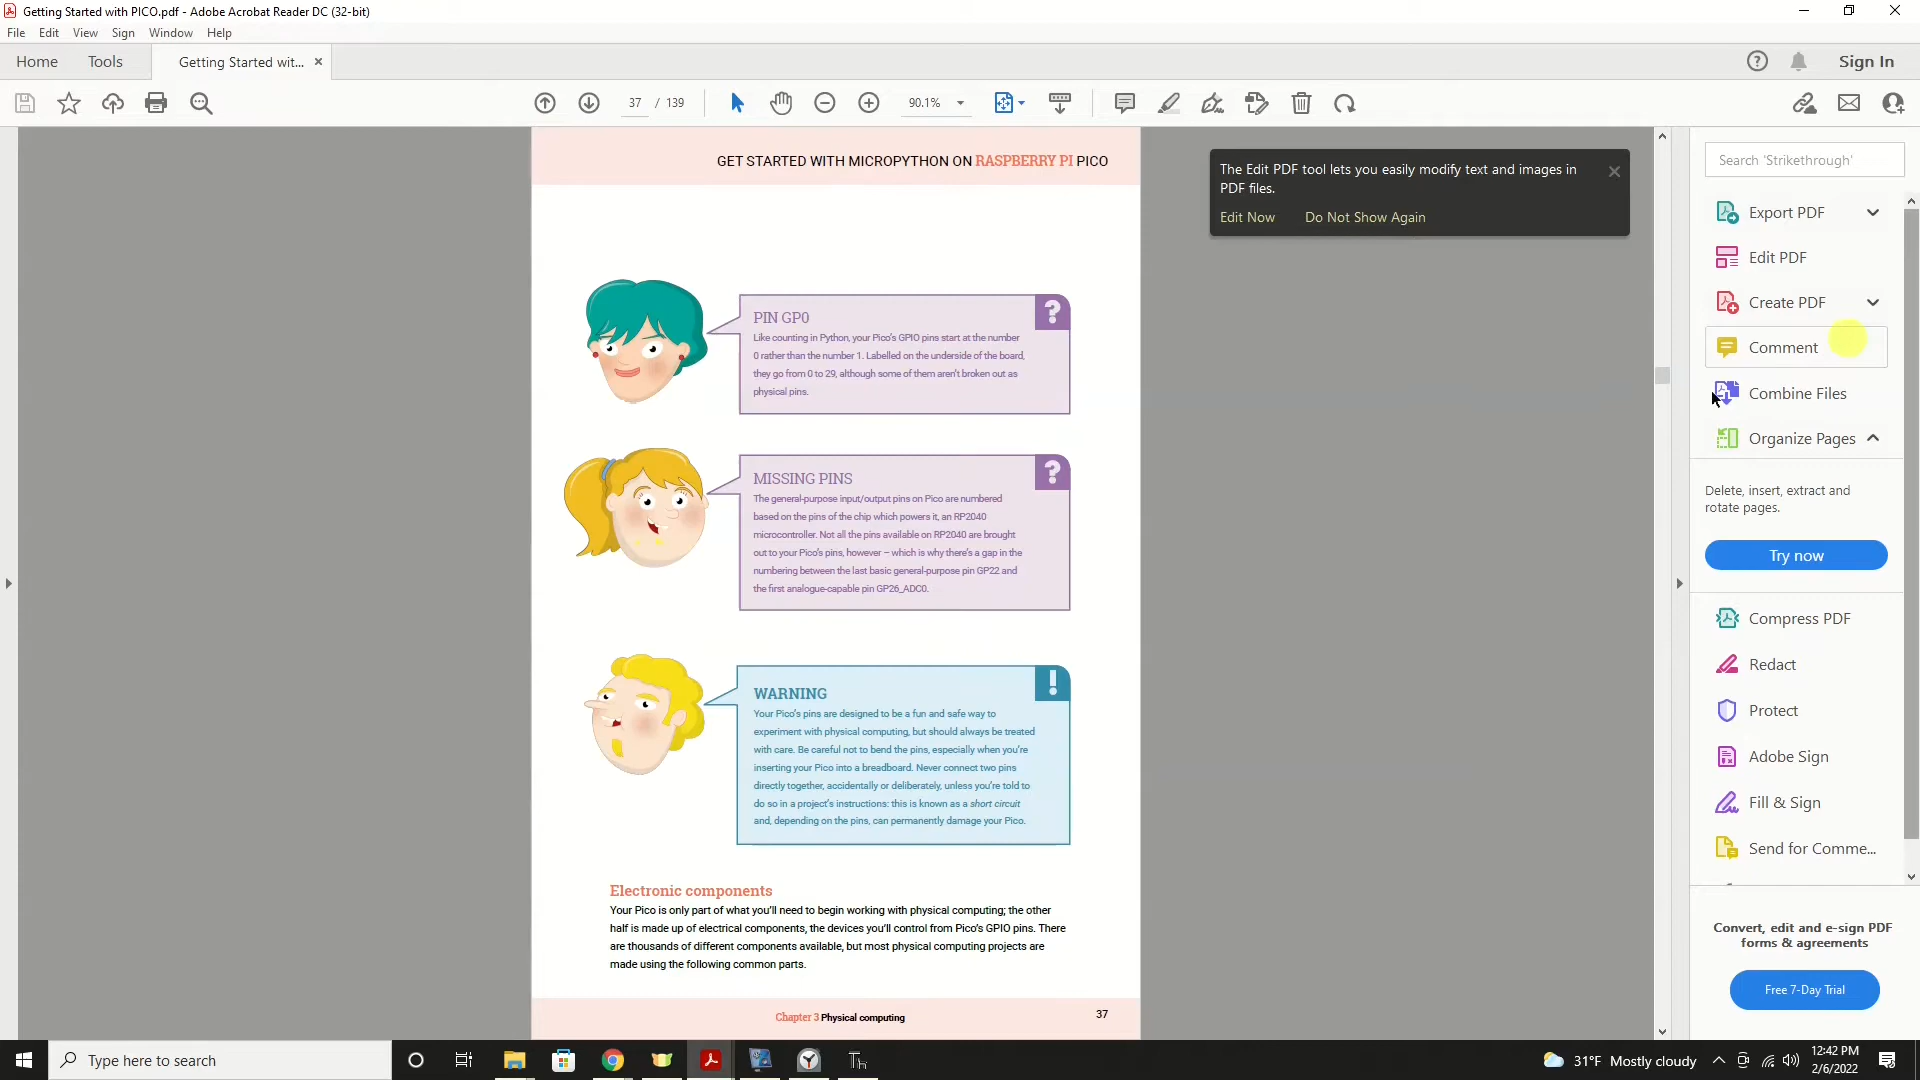 Getting Started with PICO.pdf - Adobe Acrobat Reader DC (32-bit)
File Edit View Sign Window Help
Home Tools Getting Started wit... Sign In
37 / 139 90.1%
GET STARTED WITH MICROPYTHON ON RASPBERRY PI PICO
The Edit PDF tool lets you easily modify text and images in
PDF files.
Edit Now Do Not Show Again
PIN GP0
Like counting in Python, your Pico's GPIO pins start at the number
0 rather than the number 1. Labelled on the underside of the board,
they go from 0 to 29, although some of them aren't broken out as
physical pins.
MISSING PINS
The general-purpose input/output pins on Pico are numbered
based on the pins of the chip which powers it, an RP2040
microcontroller. Not all the pins available on RP2040 are brought
out to your Pico's pins, however – which is why there's a gap in the
numbering between the last basic general-purpose pin GP22 and
the first analogue-capable pin GP26_ADC0.
WARNING
Your Pico's pins are designed to be a fun and safe way to
experiment with physical computing, but should always be treated
with care. Be careful not to bend the pins, especially when you're
inserting your Pico into a breadboard. Never connect two pins
directly together, accidentally or deliberately, unless you're told to
do so in a project's instructions: this is known as a short circuit
and, depending on the pins, can permanently damage your Pico.
Electronic components
Your Pico is only part of what you'll need to begin working with physical computing; the other
half is made up of electrical components, the devices you'll control from Pico's GPIO pins. There
are thousands of different components available, but most physical computing projects are
made using the following common parts.
Chapter 3 Physical computing 37
Search 'Strikethrough'
Export PDF
Edit PDF
Create PDF
Comment
Combine Files
Organize Pages
Delete, insert, extract and
rotate pages.
Try now
Compress PDF
Redact
Protect
Adobe Sign
Fill & Sign
Send for Comme...
Convert, edit and e-sign PDF
forms & agreements
Free 7-Day Trial
Type here to search
31°F Mostly cloudy
12:42 PM
2/6/2022